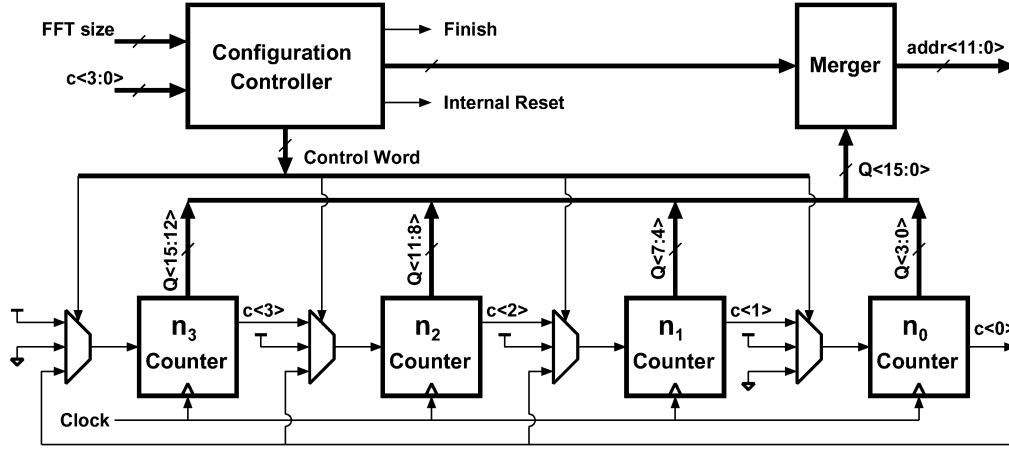 FFT size
c<3:0>
Configuration
Controller
Finish
Internal Reset
Merger
addr<11:0>
Control Word
Q<15:0>
Q<15:12>
Q<11:8>
Q<7:4>
Q<3:0>
n3
Counter
c<3>
n2
Counter
c<2>
n1
Counter
c<1>
n0
Counter
c<0>
Clock